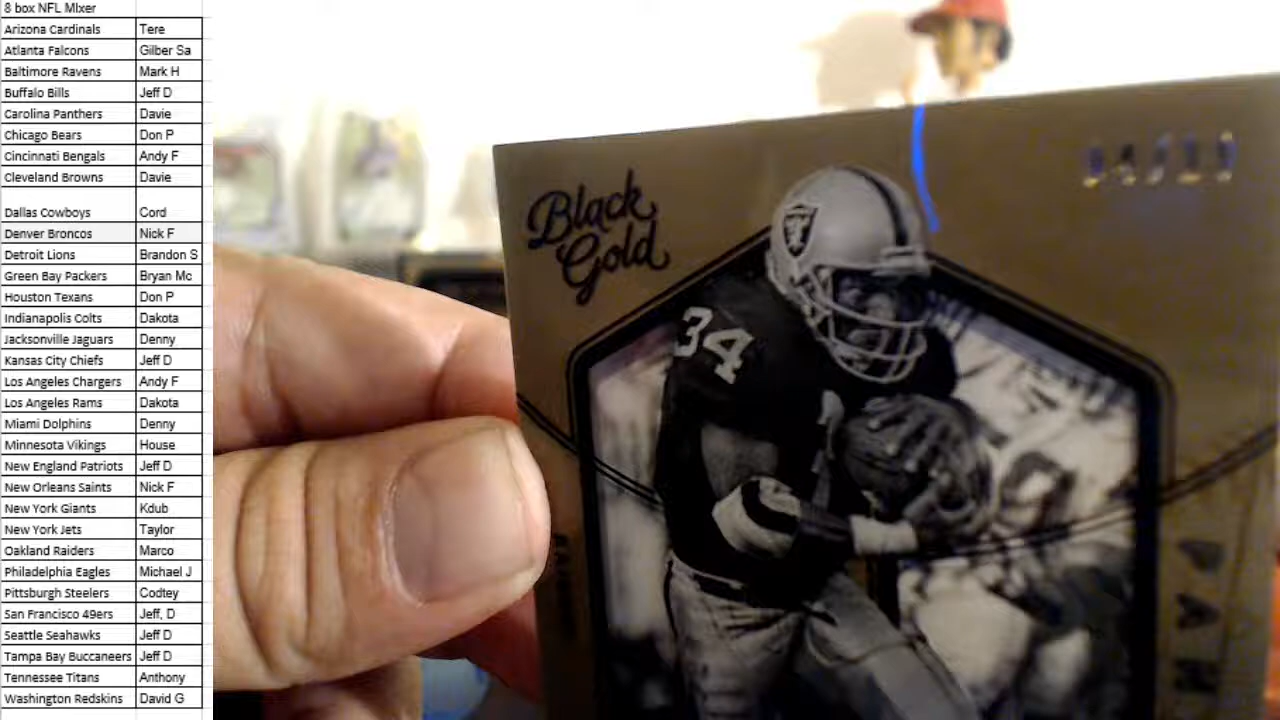 8 box NFL MIxer
Arizona Cardinals Tere
Atlanta Falcons Gilber Sa
Baltimore Ravens Mark H
Buffalo Bills Jeff D
Carolina Panthers Davie
Chicago Bears Don P
Cincinnati Bengals Andy F
Cleveland Browns Davie
Dallas Cowboys Cord
Denver Broncos Nick F
Detroit Lions Brandon S
Green Bay Packers Bryan Mc
Houston Texans Don P
Indianapolis Colts Dakota
Jacksonville Jaguars Denny
Kansas City Chiefs Jeff D
Los Angeles Chargers Andy F
Los Angeles Rams Dakota
Miami Dolphins Denny
Minnesota Vikings House
New England Patriots Jeff D
New Orleans Saints Nick F
New York Giants Kdub
New York Jets Taylor
Oakland Raiders Marco
Philadelphia Eagles Michael J
Pittsburgh Steelers Codtey
San Francisco 49ers Jeff, D
Seattle Seahawks Jeff D
Tampa Bay Buccaneers Jeff D
Tennessee Titans Anthony
Washington Redskins David G
Black
Gold
34